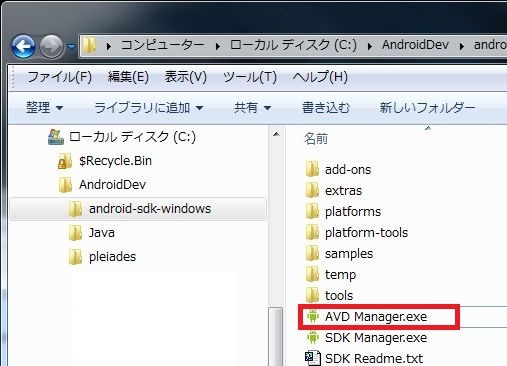 コンピューター ▸ ローカル ディスク (C:) ▸ AndroidDev ▸
ファイル(F) 編集(E) 表示(V) ツール(T) ヘルプ(H)
整理 ▼ ライブラリに追加 ▼ 共有 ▼ 書き込む 新しいフォルダー
ローカル ディスク (C:)
$Recycle.Bin
AndroidDev
android-sdk-windows
Java
pleiades
名前
add-ons
extras
platforms
platform-tools
samples
temp
tools
AVD Manager.exe
SDK Manager.exe
SDK Readme.txt